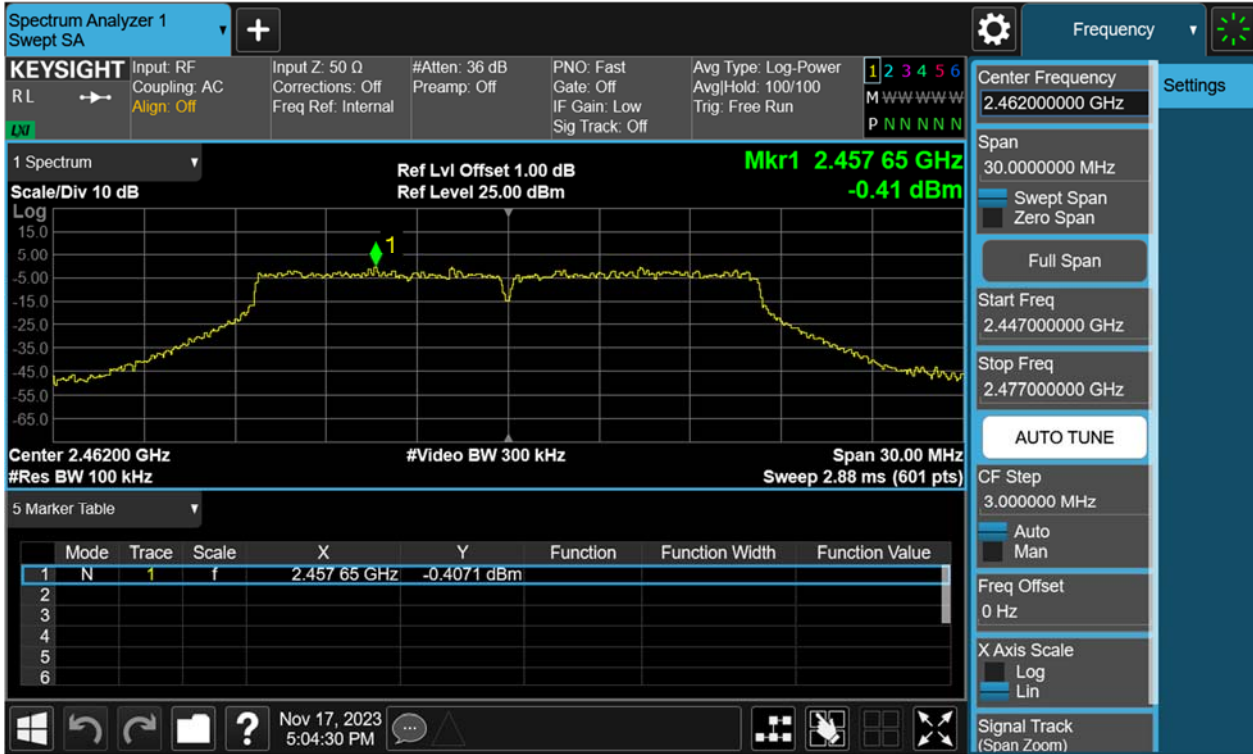 Spectrum Analyzer 1
Swept SA
+
Frequency
KEYSIGHT
RL
LXI
Input: RF
Coupling: AC
Align: Off
Input Z: 50 Ω
Corrections: Off
Freq Ref: Internal
#Atten: 36 dB
Preamp: Off
PNO: Fast
Gate: Off
IF Gain: Low
Sig Track: Off
Avg Type: Log-Power
Avg|Hold: 100/100
Trig: Free Run
1 2 3 4 5 6
M W W W W W
P N N N N N
1 Spectrum
Ref Lvl Offset 1.00 dB
Mkr1 2.457 65 GHz
Scale/Div 10 dB
Ref Level 25.00 dBm
-0.41 dBm
Log
15.0
5.00
-5.00
-15.0
-25.0
-35.0
-45.0
-55.0
-65.0
1
Center 2.46200 GHz
#Video BW 300 kHz
Span 30.00 MHz
#Res BW 100 kHz
Sweep 2.88 ms (601 pts)
5 Marker Table
Mode Trace Scale X Y Function Function Width Function Value
1 N 1 f 2.457 65 GHz -0.4071 dBm
2
3
4
5
6
?
Nov 17, 2023
5:04:30 PM
Center Frequency
2.462000000 GHz
Span
30.0000000 MHz
Swept Span
Zero Span
Full Span
Start Freq
2.447000000 GHz
Stop Freq
2.477000000 GHz
AUTO TUNE
CF Step
3.000000 MHz
Auto
Man
Freq Offset
0 Hz
X Axis Scale
Log
Lin
Signal Track
(Span Zoom)
Settings